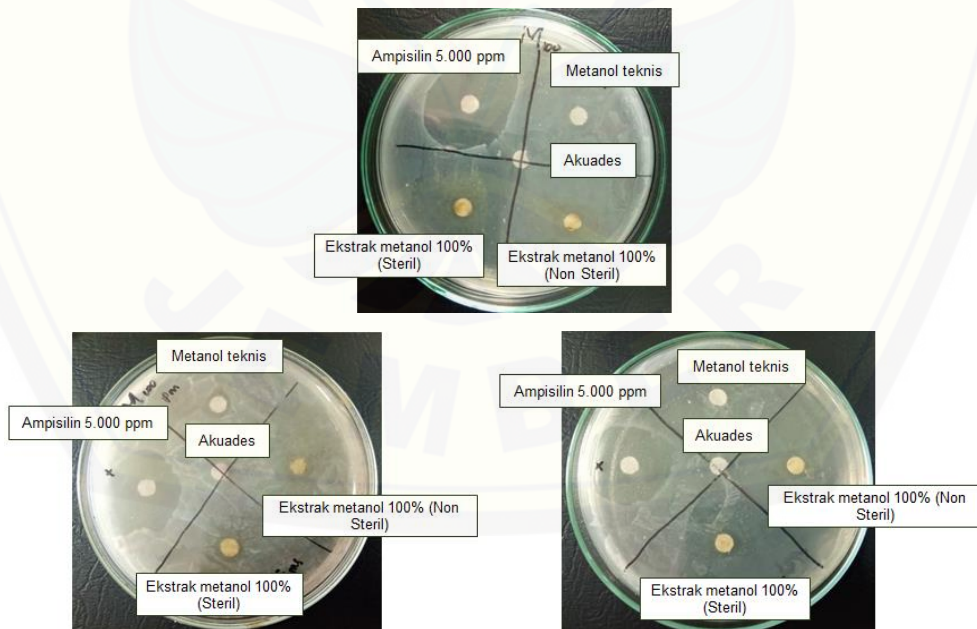 Ampisilin 5.000 ppm
Metanol teknis
Akuades
Ekstrak metanol 100%
(Steril)
Ekstrak metanol 100%
(Non Steril)
Metanol teknis
Ampisilin 5.000 ppm
Akuades
Ekstrak metanol 100% (Non
Steril)
Ekstrak metanol 100%
(Steril)
Metanol teknis
Ampisilin 5.000 ppm
Akuades
Ekstrak metanol 100% (Non
Steril)
Ekstrak metanol 100%
(Steril)
JEMBER